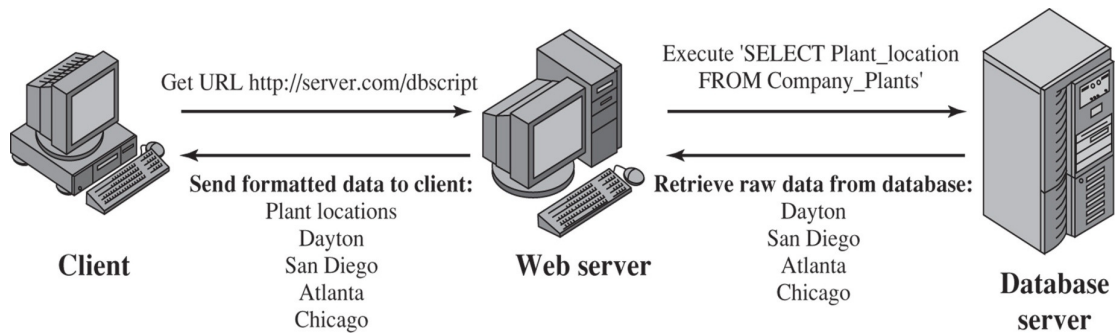 Get URL http://server.com/dbscript
Execute 'SELECT Plant_location
FROM Company_Plants'
Send formatted data to client:
Plant locations
Dayton
San Diego
Atlanta
Chicago
Retrieve raw data from database:
Dayton
San Diego
Atlanta
Chicago
Client
Web server
Database
server